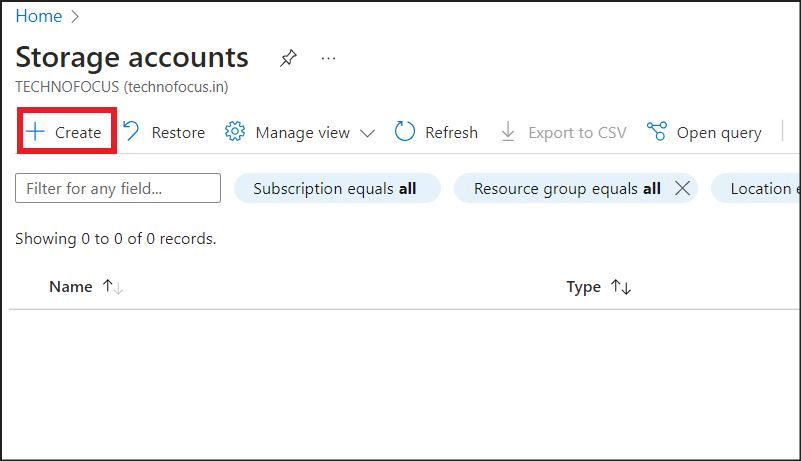 Home
Storage accounts
TECHNOFOCUS (technofocus.in)
Create Restore Manage view Refresh Export to CSV Open query
Filter for any field... Subscription equals all Resource group equals all Location e
Showing 0 to 0 of 0 records.
Name Type